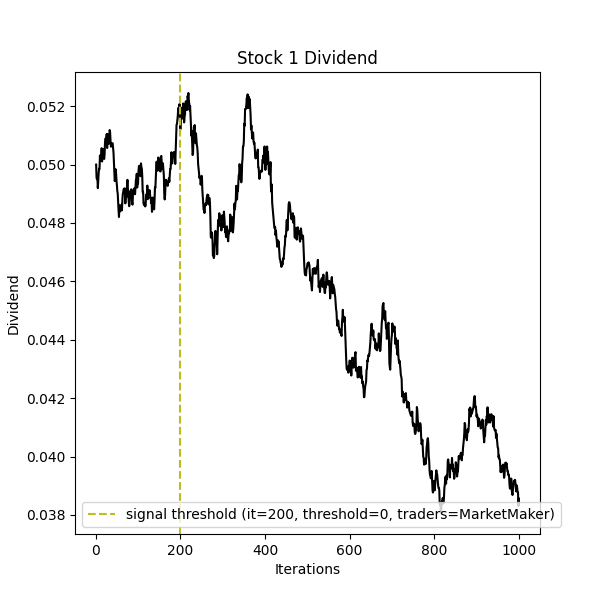 Stock 1 Dividend
Dividend
0.052
0.050
0.048
0.046
0.044
0.042
0.040
0.038
signal threshold (it=200, threshold=0, traders=MarketMaker)
0 200 400 600 800 1000
Iterations